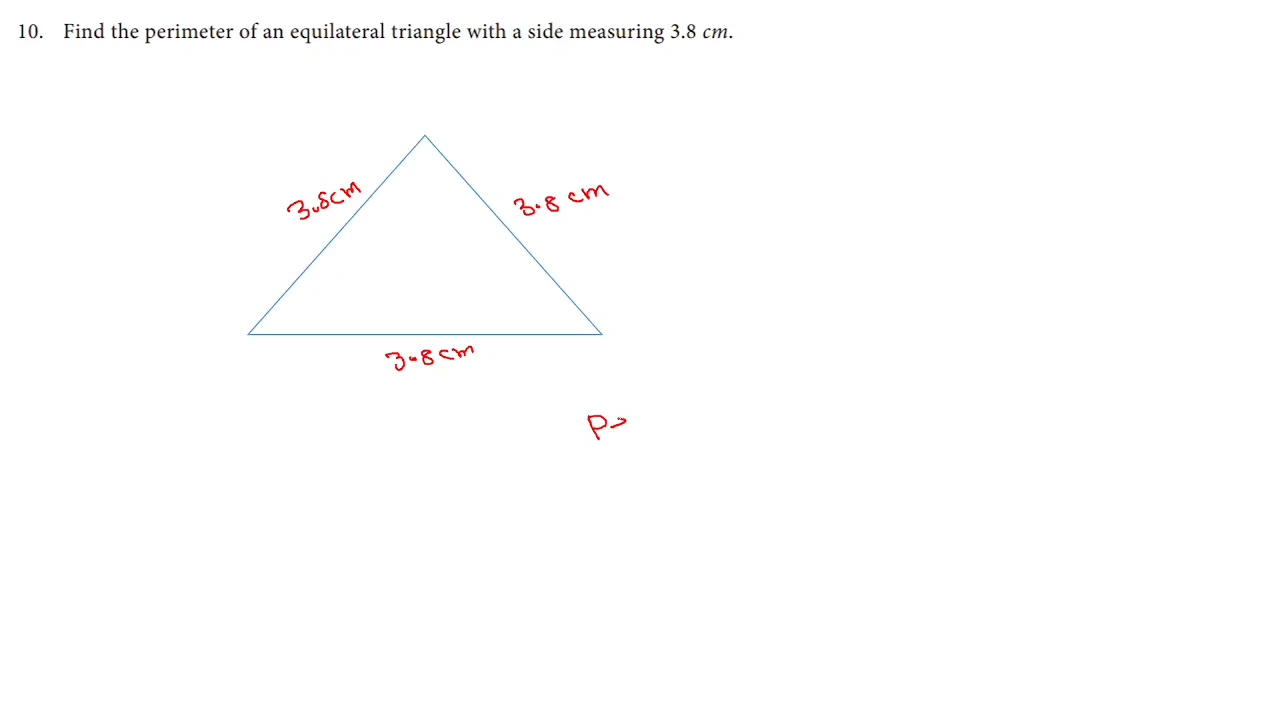 10. Find the perimeter of an equilateral triangle with a side measuring 3.8 cm.
3.8cm
3.8 cm
3.8cm
P=